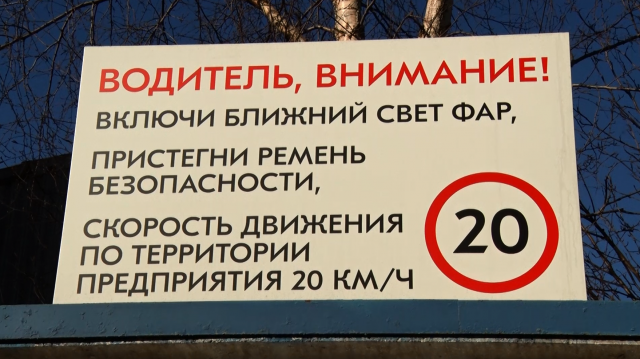 ВОДИТЕЛЬ, ВНИМАНИЕ!
ВКЛЮЧИ БЛИЖНИЙ СВЕТ ФАР,
ПРИСТЕГНИ РЕМЕНЬ
БЕЗОПАСНОСТИ,
СКОРОСТЬ ДВИЖЕНИЯ
ПО ТЕРРИТОРИИ
ПРЕДПРИЯТИЯ 20 КМ/Ч
20